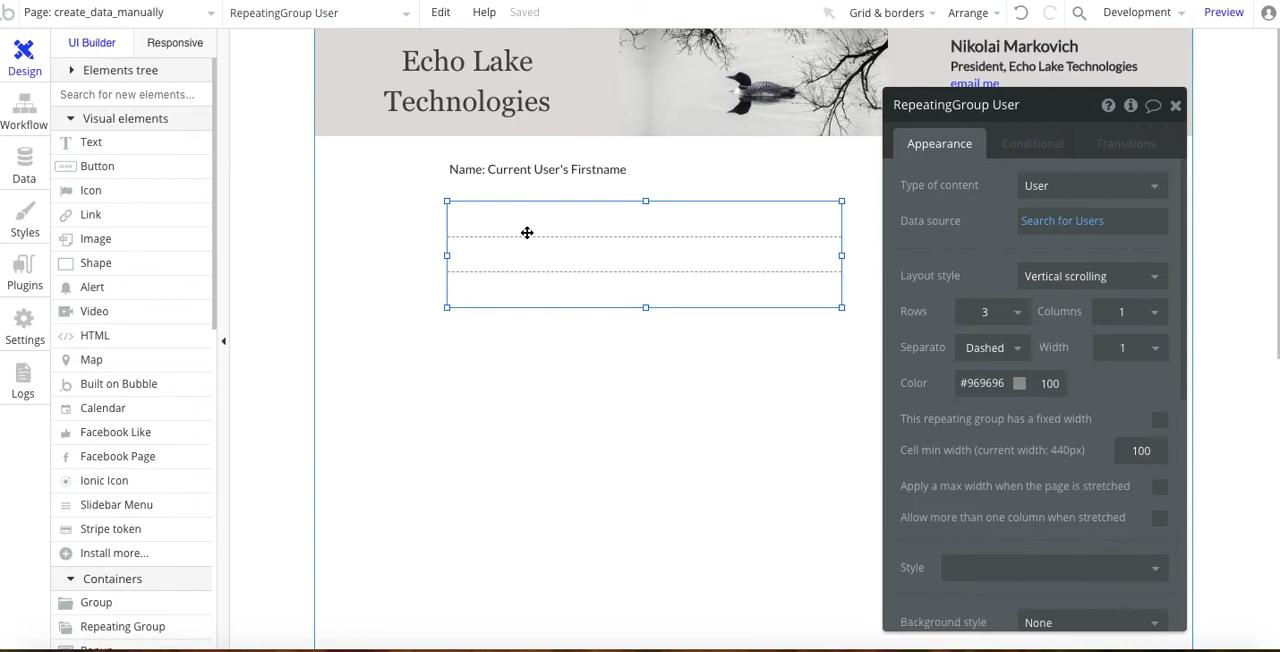 Page: create_data_manually
RepeatingGroup User
Edit
Help
Saved
Grid & borders
Arrange
Development
Preview
Design
Workflow
Data
Styles
Plugins
Settings
Logs
UI Builder
Responsive
Elements tree
Search for new elements...
Visual elements
Text
Button
Icon
Link
Image
Shape
Alert
Video
HTML
Map
Built on Bubble
Calendar
Facebook Like
Facebook Page
Ionic Icon
Slidebar Menu
Stripe token
Install more...
Containers
Group
Repeating Group
Echo Lake
Technologies
Nikolai Markovich
President, Echo Lake Technologies
email me
Name: Current User's Firstname
RepeatingGroup User
Appearance
Conditional
Transitions
Type of content
User
Data source
Search for Users
Layout style
Vertical scrolling
Rows
3
Columns
1
Separato
Dashed
Width
1
Color
#969696
100
This repeating group has a fixed width
Cell min width (current width: 440px)
100
Apply a max width when the page is stretched
Allow more than one column when stretched
Style
Background style
None